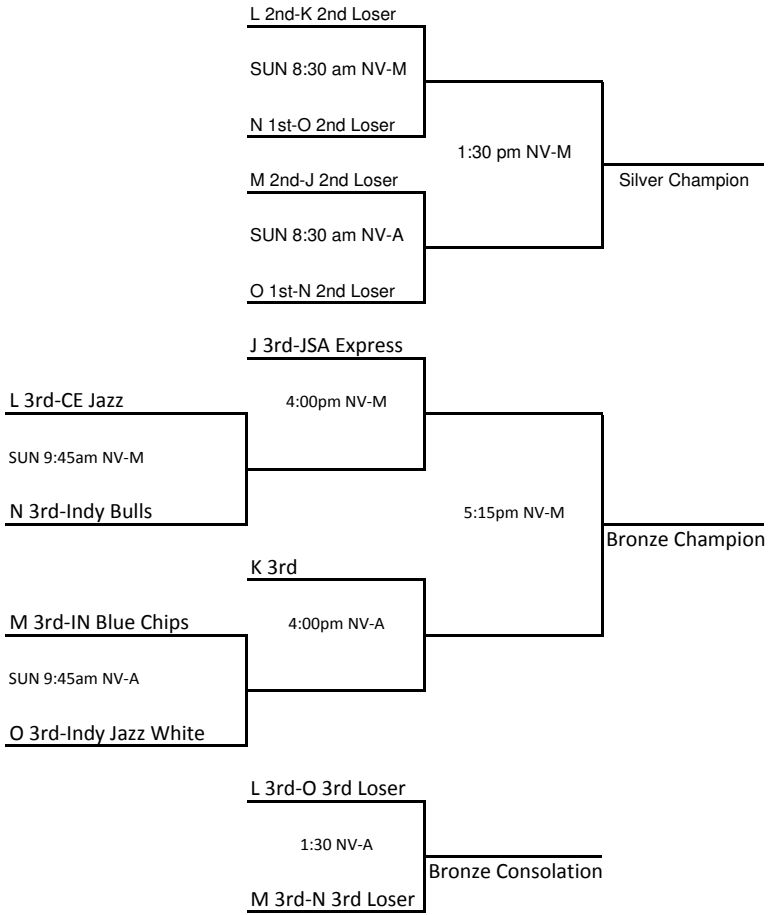 L 2nd-K 2nd Loser
SUN 8:30 am NV-M
N 1st-O 2nd Loser
1:30 pm NV-M
M 2nd-J 2nd Loser
Silver Champion
SUN 8:30 am NV-A
O 1st-N 2nd Loser
J 3rd-JSA Express
L 3rd-CE Jazz
4:00pm NV-M
SUN 9:45am NV-M
N 3rd-Indy Bulls
5:15pm NV-M
Bronze Champion
K 3rd
M 3rd-IN Blue Chips
4:00pm NV-A
SUN 9:45am NV-A
O 3rd-Indy Jazz White
L 3rd-O 3rd Loser
1:30 NV-A
Bronze Consolation
M 3rd-N 3rd Loser